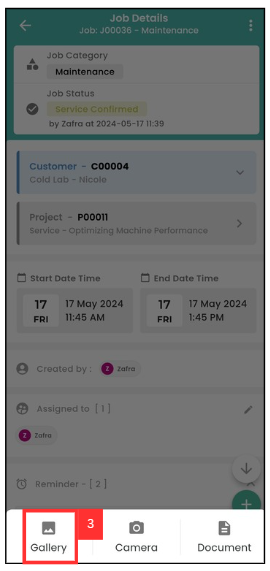 Job Details
Job: J00036 - Maintenance
Job Category
Maintenance
Job Status
Service Confirmed
by Zafra at 2024-05-17 11:39
Customer - C00004
Cold Lab - Nicole
Project - P00011
Service - Optimizing Machine Performance
Start Date Time
End Date Time
17
FRI
17 May 2024
11:45 AM
17
FRI
17 May 2024
1:45 PM
Created by :
Z Zafra
Assigned to [ 1 ]
Z Zafra
Reminder - [ 2 ]
3
Gallery
Camera
Document